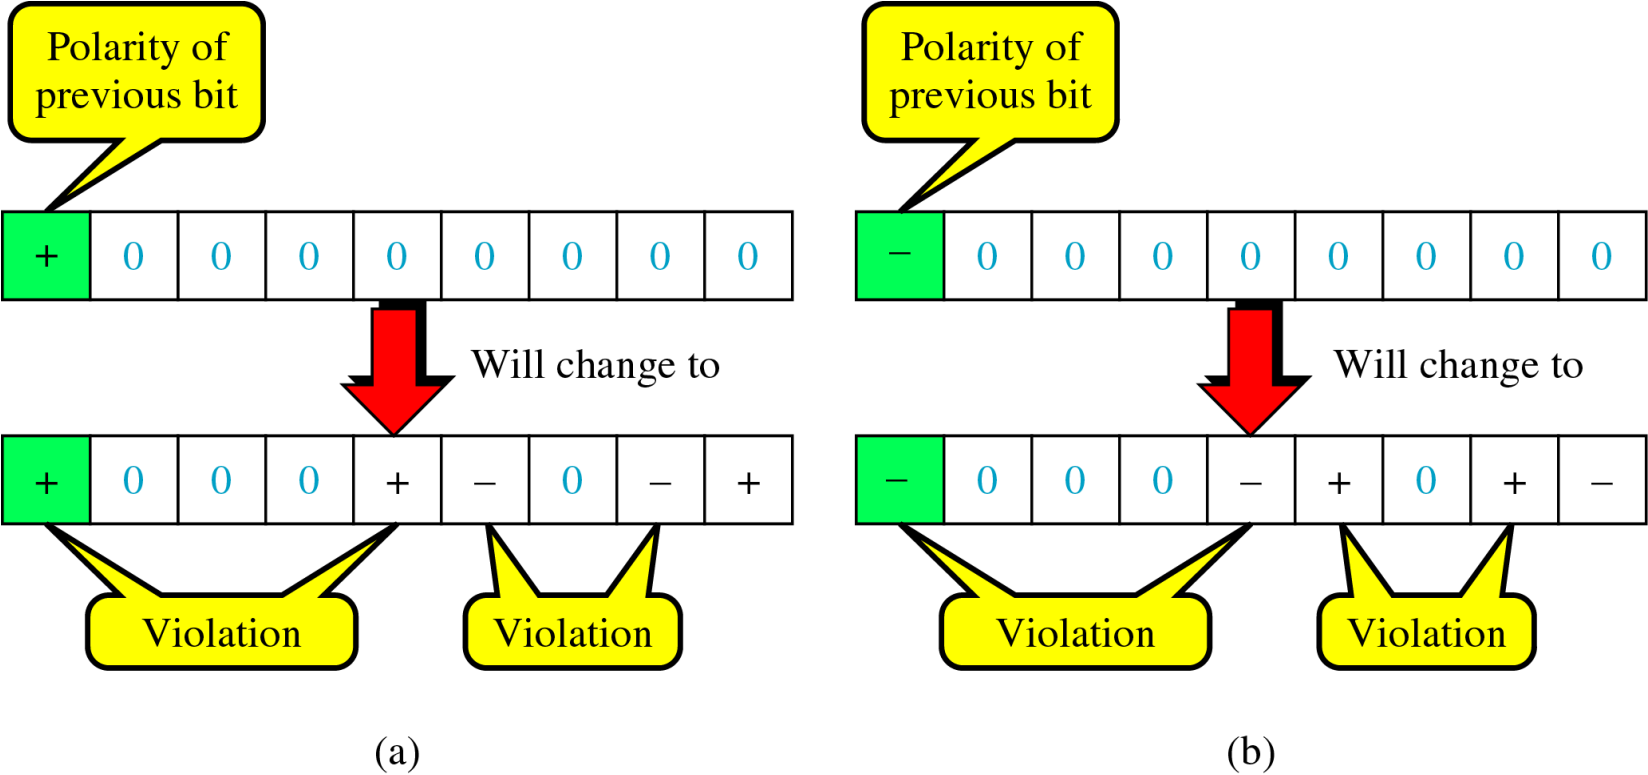 Polarity of
previous bit
+ 0 0 0 0 0 0 0 0
Will change to
+ 0 0 0 + – 0 – +
Violation
Violation
(a)
Polarity of
previous bit
– 0 0 0 0 0 0 0 0
Will change to
– 0 0 0 – + 0 + –
Violation
Violation
(b)